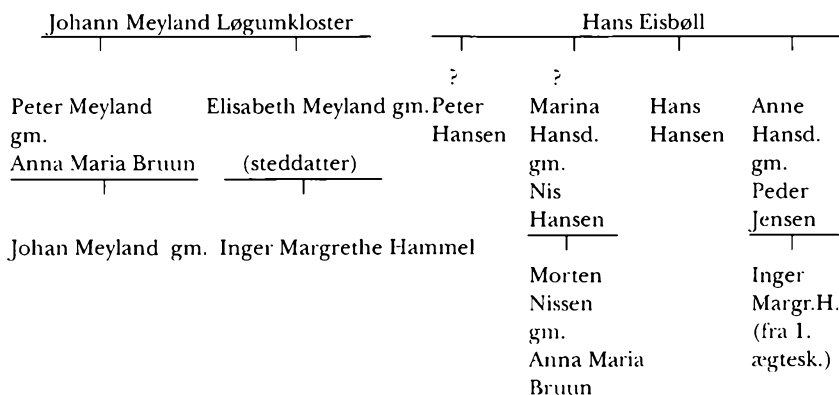 Johann Meyland Løgumkloster Hans Eisbøll
? ?
Peter Meyland Elisabeth Meyland gm. Peter Marina Hans Anne
gm. Hansen Hansd. Hansen Hansd.
Anna Maria Bruun (steddatter) gm. gm.
Nis Peder
Hansen Jensen
Johan Meyland gm. Inger Margrethe Hammel
Morten Inger
Nissen Margr.H.
gm. (fra 1.
Anna Maria ægtesk.)
Bruun